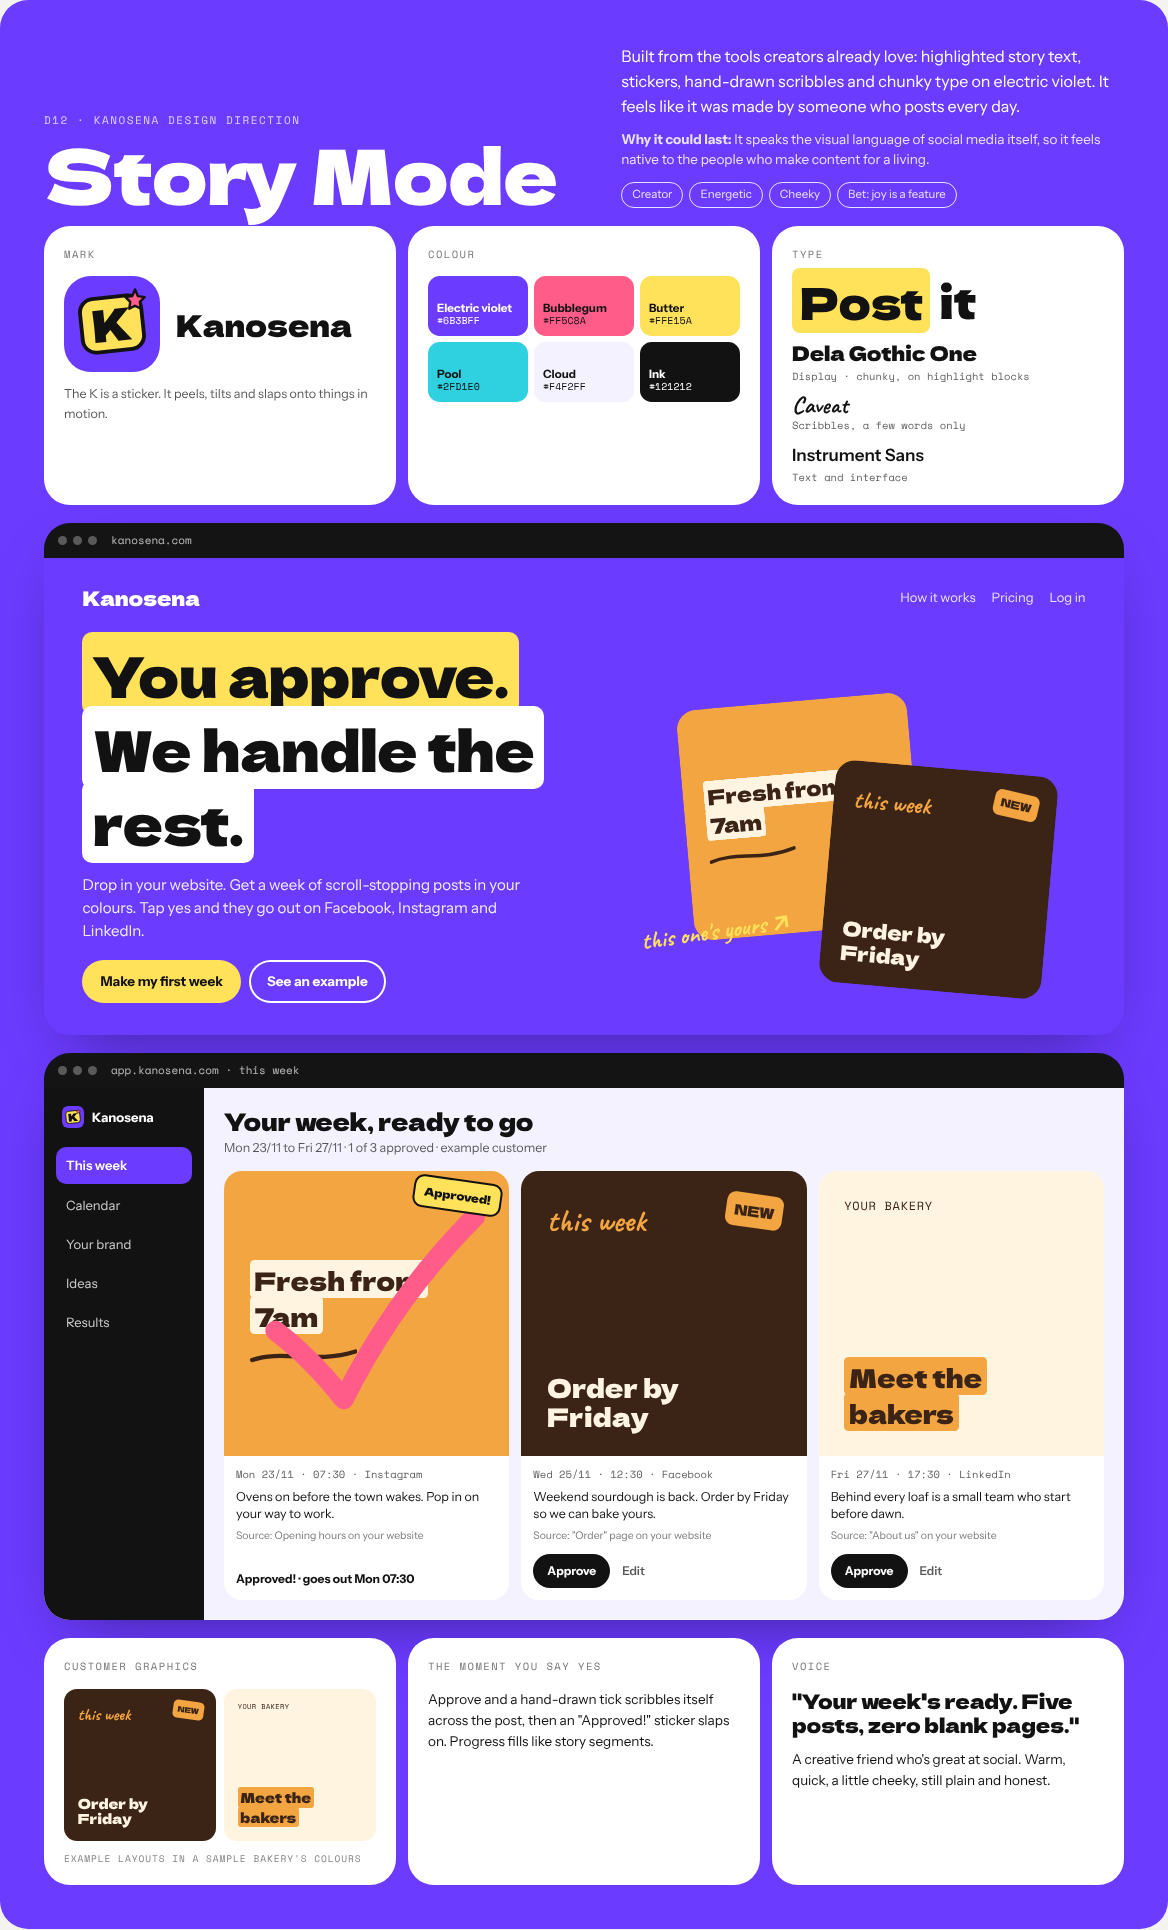 D12 · KANOSENA DESIGN DIRECTION
Story Mode
Built from the tools creators already love: highlighted story text,
stickers, hand-drawn scribbles and chunky type on electric violet. It
feels like it was made by someone who posts every day.
Why it could last: It speaks the visual language of social media itself, so it feels
native to the people who make content for a living.
Creator
Energetic
Cheeky
Bet: joy is a feature
MARK
K
Kanosena
The K is a sticker. It peels, tilts and slaps onto things in
motion.
COLOUR
Electric violet
#6B3BFF
Bubblegum
#FF5C8A
Butter
#FFE15A
Pool
#2FD1E0
Cloud
#F4F2FF
Ink
#121212
TYPE
Post it
Dela Gothic One
Display · chunky, on highlight blocks
Caveat
Scribbles, a few words only
Instrument Sans
Text and interface
kanosena.com
Kanosena
How it works
Pricing
Log in
You approve.
We handle the
rest.
Drop in your website. Get a week of scroll-stopping posts in your
colours. Tap yes and they go out on Facebook, Instagram and
LinkedIn.
Make my first week
See an example
Fresh from
7am
this one's yours
this week
NEW
Order by
Friday
app.kanosena.com · this week
K
Kanosena
This week
Calendar
Your brand
Ideas
Results
Your week, ready to go
Mon 23/11 to Fri 27/11 · 1 of 3 approved · example customer
Approved!
Fresh from
7am
Mon 23/11 · 07:30 · Instagram
Ovens on before the town wakes. Pop in on
your way to work.
Source: Opening hours on your website
Approved! · goes out Mon 07:30
this week
NEW
Order by
Friday
Wed 25/11 · 12:30 · Facebook
Weekend sourdough is back. Order by Friday
so we can bake yours.
Source: "Order" page on your website
Approve
Edit
YOUR BAKERY
Meet the
bakers
Fri 27/11 · 17:30 · LinkedIn
Behind every loaf is a small team who start
before dawn.
Source: "About us" on your website
Approve
Edit
CUSTOMER GRAPHICS
this week
NEW
Order by
Friday
YOUR BAKERY
Meet the
bakers
EXAMPLE LAYOUTS IN A SAMPLE BAKERY'S COLOURS
THE MOMENT YOU SAY YES
Approve and a hand-drawn tick scribbles itself
across the post, then an "Approved!" sticker slaps
on. Progress fills like story segments.
VOICE
"Your week's ready. Five
posts, zero blank pages."
A creative friend who's great at social. Warm,
quick, a little cheeky, still plain and honest.